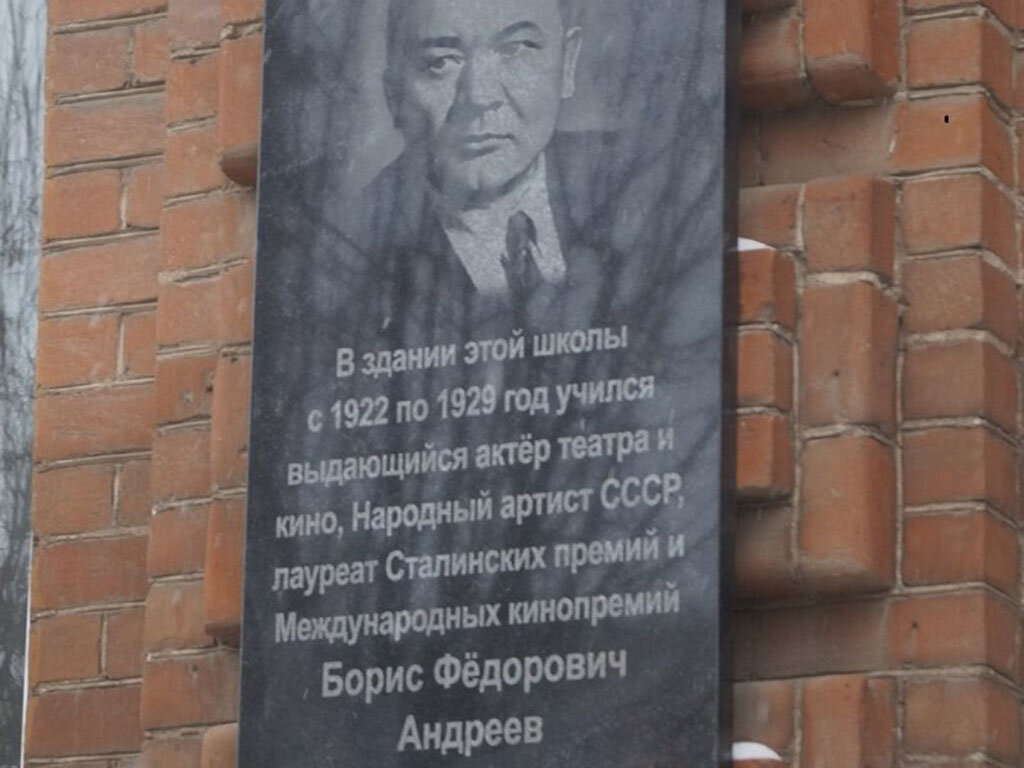 В здании этой школы
с 1922 по 1929 год учился
выдающийся актёр театра и
кино, Народный артист СССР,
лауреат Сталинских премий и
Международных кинопремий
Борис Фёдорович
Андреев